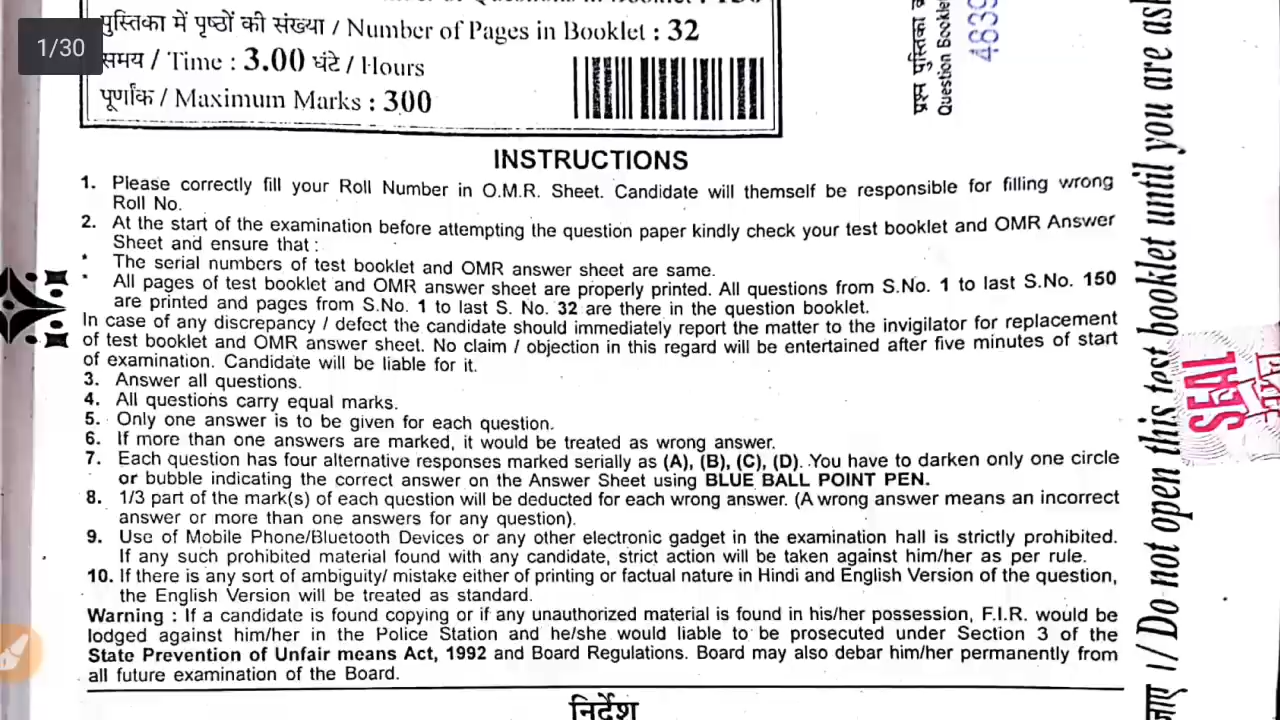 पुस्तिका में पृष्ठों की संख्या / Number of Pages in Booklet : 32
1/30
समय / Time : 3.00 घंटे / Hours
पूर्णांक / Maximum Marks : 300
प्रश्न पुस्तिका
Question Booklet
4639
INSTRUCTIONS
1. Please correctly fill your Roll Number in O.M.R. Sheet. Candidate will themself be responsible for filling wrong
Roll No.
2. At the start of the examination before attempting the question paper kindly check your test booklet and OMR Answer
Sheet and ensure that :
* The serial numbers of test booklet and OMR answer sheet are same.
* All pages of test booklet and OMR answer sheet are properly printed. All questions from S.No. 1 to last S.No. 150
are printed and pages from S.No. 1 to last S. No. 32 are there in the question booklet.
In case of any discrepancy / defect the candidate should immediately report the matter to the invigilator for replacement
of test booklet and OMR answer sheet. No claim / objection in this regard will be entertained after five minutes of start
of examination. Candidate will be liable for it.
3. Answer all questions.
4. All questions carry equal marks.
5. Only one answer is to be given for each question.
6. If more than one answers are marked, it would be treated as wrong answer.
7. Each question has four alternative responses marked serially as (A), (B), (C), (D). You have to darken only one circle
or bubble indicating the correct answer on the Answer Sheet using BLUE BALL POINT PEN.
8. 1/3 part of the mark(s) of each question will be deducted for each wrong answer. (A wrong answer means an incorrect
answer or more than one answers for any question).
9. Use of Mobile Phone/Bluetooth Devices or any other electronic gadget in the examination hall is strictly prohibited.
If any such prohibited material found with any candidate, strict action will be taken against him/her as per rule.
10. If there is any sort of ambiguity/ mistake either of printing or factual nature in Hindi and English Version of the question,
the English Version will be treated as standard.
Warning : If a candidate is found copying or if any unauthorized material is found in his/her possession, F.I.R. would be
lodged against him/her in the Police Station and he/she would liable to be prosecuted under Section 3 of the
State Prevention of Unfair means Act, 1992 and Board Regulations. Board may also debar him/her permanently from
all future examination of the Board.
निर्देश
1/ Do not open this test booklet until you are
SEAL